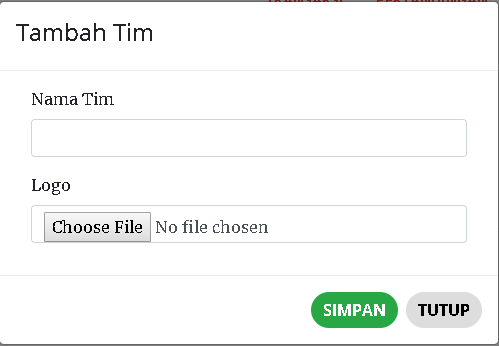 Tambah Tim
Nama Tim
Logo
Choose File No file chosen
SIMPAN TUTUP